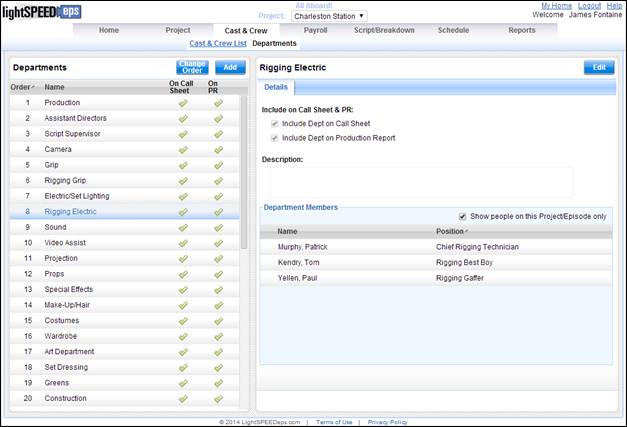 lightSPEED eps
All Aboard!
Project: Charleston Station
My Home Logout Help
Welcome James Fontaine
Home Project Cast & Crew Payroll Script/Breakdown Schedule Reports
Cast & Crew List Departments
Departments Change Order Add
Order Name On Call Sheet On PR
1 Production
2 Assistant Directors
3 Script Supervisor
4 Camera
5 Grip
6 Rigging Grip
7 Electric/Set Lighting
8 Rigging Electric
9 Sound
10 Video Assist
11 Projection
12 Props
13 Special Effects
14 Make-Up/Hair
15 Costumes
16 Wardrobe
17 Art Department
18 Set Dressing
19 Greens
20 Construction
Rigging Electric Edit
Details
Include on Call Sheet & PR:
Include Dept on Call Sheet
Include Dept on Production Report
Description:
Department Members
Show people on this Project/Episode only
Name Position
Murphy, Patrick Chief Rigging Technician
Kendry, Tom Rigging Best Boy
Yellen, Paul Rigging Gaffer
© 2014 LightSPEEDeps.com | Terms of Use | Privacy Policy